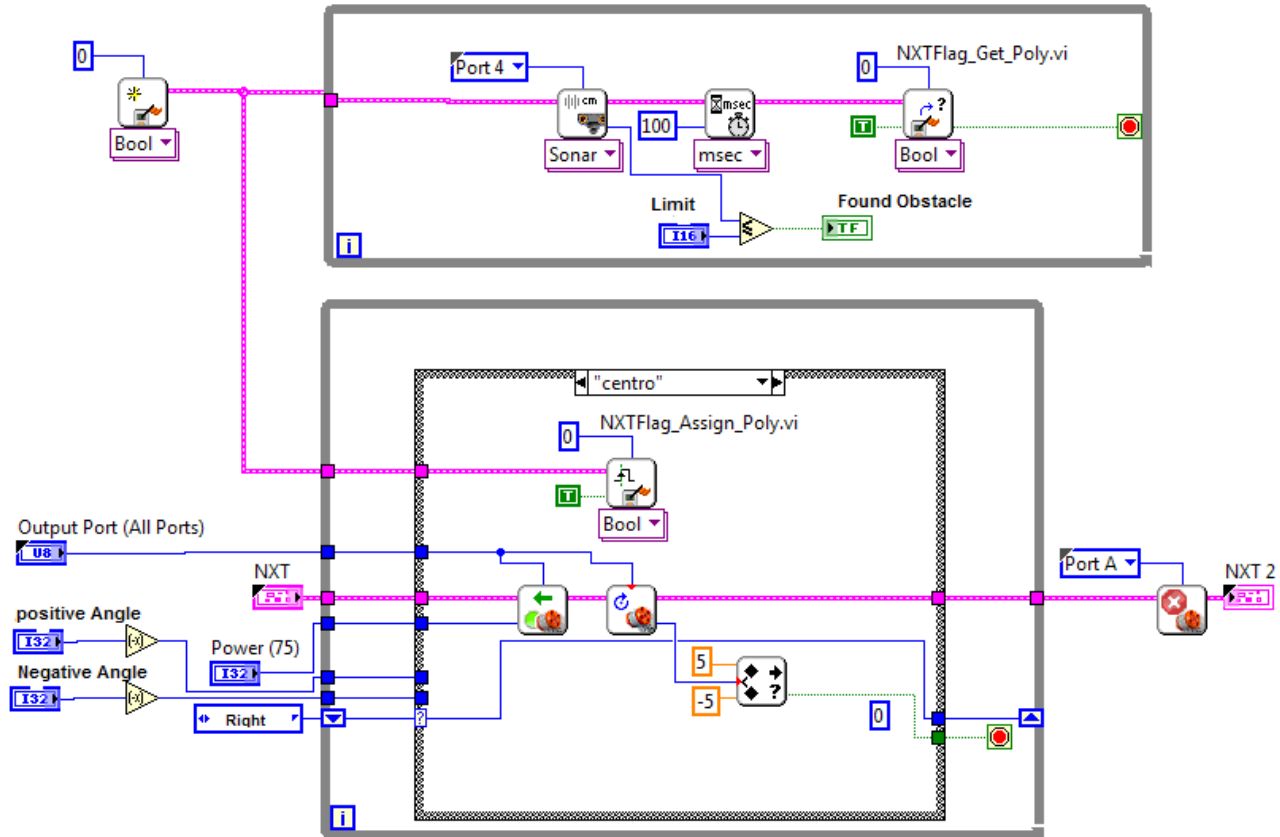 0
Bool
Port 4
cm
Sonar
100
msec
msec
NXTFlag_Get_Poly.vi
0
?
T
Bool
Limit
I16
≤
Found Obstacle
TF
i
"centro"
NXTFlag_Assign_Poly.vi
0
T
Bool
Output Port (All Ports)
U8
NXT
positive Angle
I32
Power (75)
I32
Negative Angle
I32
Right
?
5
-5
?
0
Port A
NXT 2
i